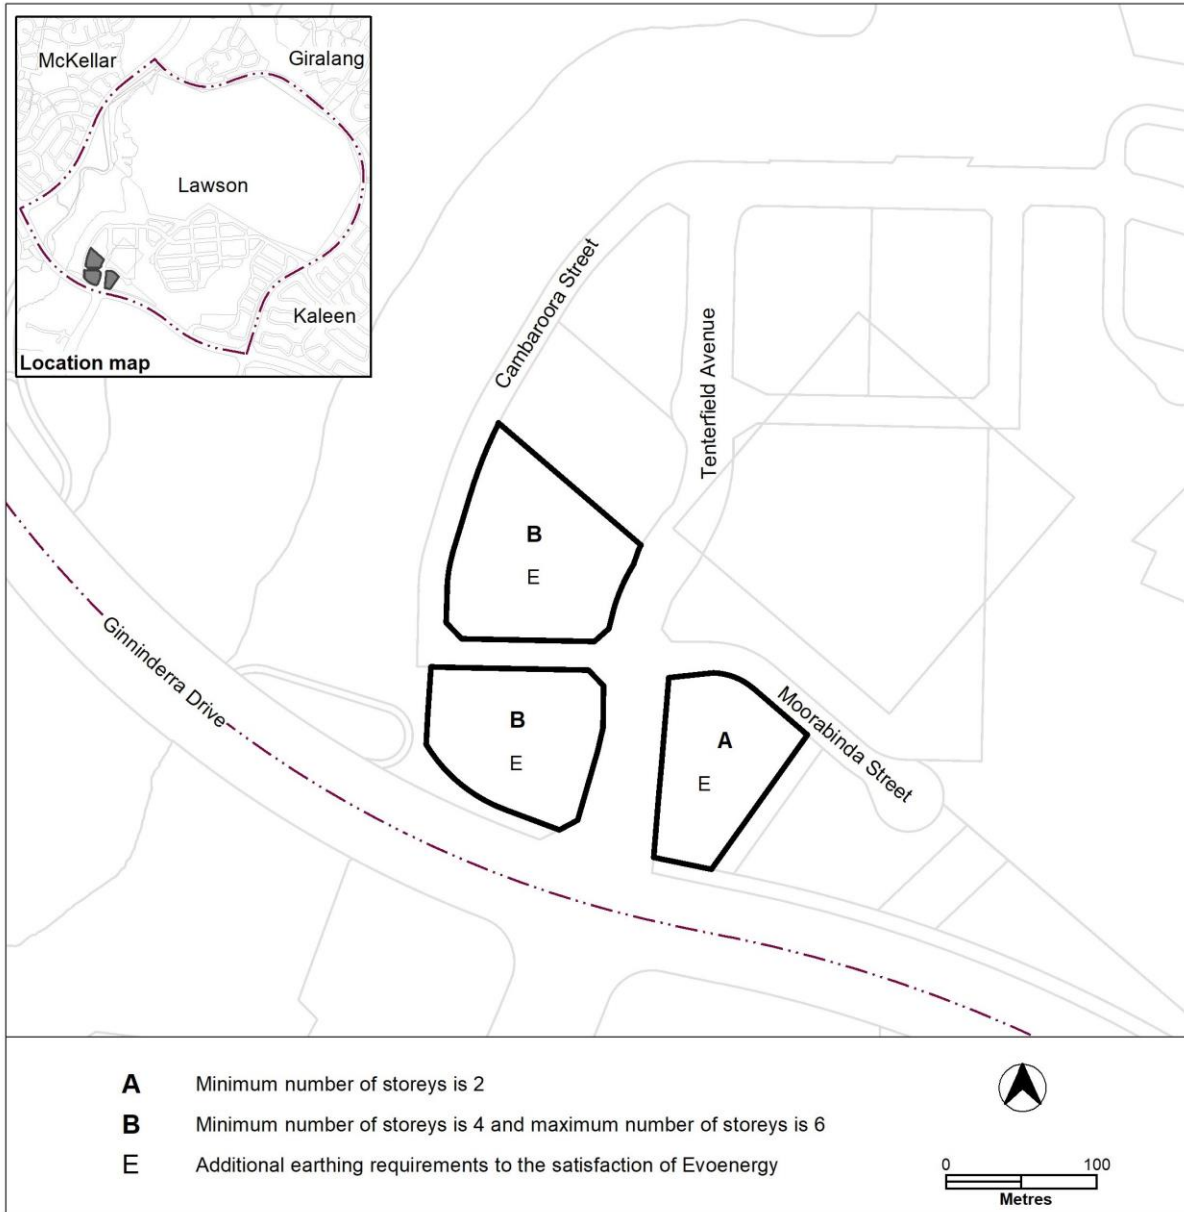 McKellar
Giralang
Lawson
Kaleen
Location map
Cambaroora Street
Tenterfield Avenue
B
E
Ginninderra Drive
B
E
A
E
Moorabinda Street
A Minimum number of storeys is 2
B Minimum number of storeys is 4 and maximum number of storeys is 6
E Additional earthing requirements to the satisfaction of Evoenergy
0 100
Metres